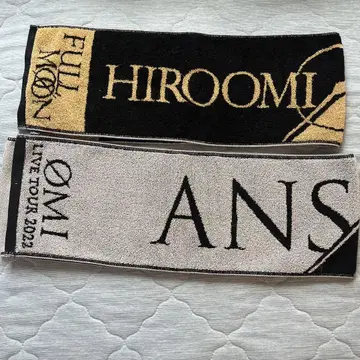 FULL
MOON
HIROOMI
ØMI
LIVE TOUR 2022
ANS